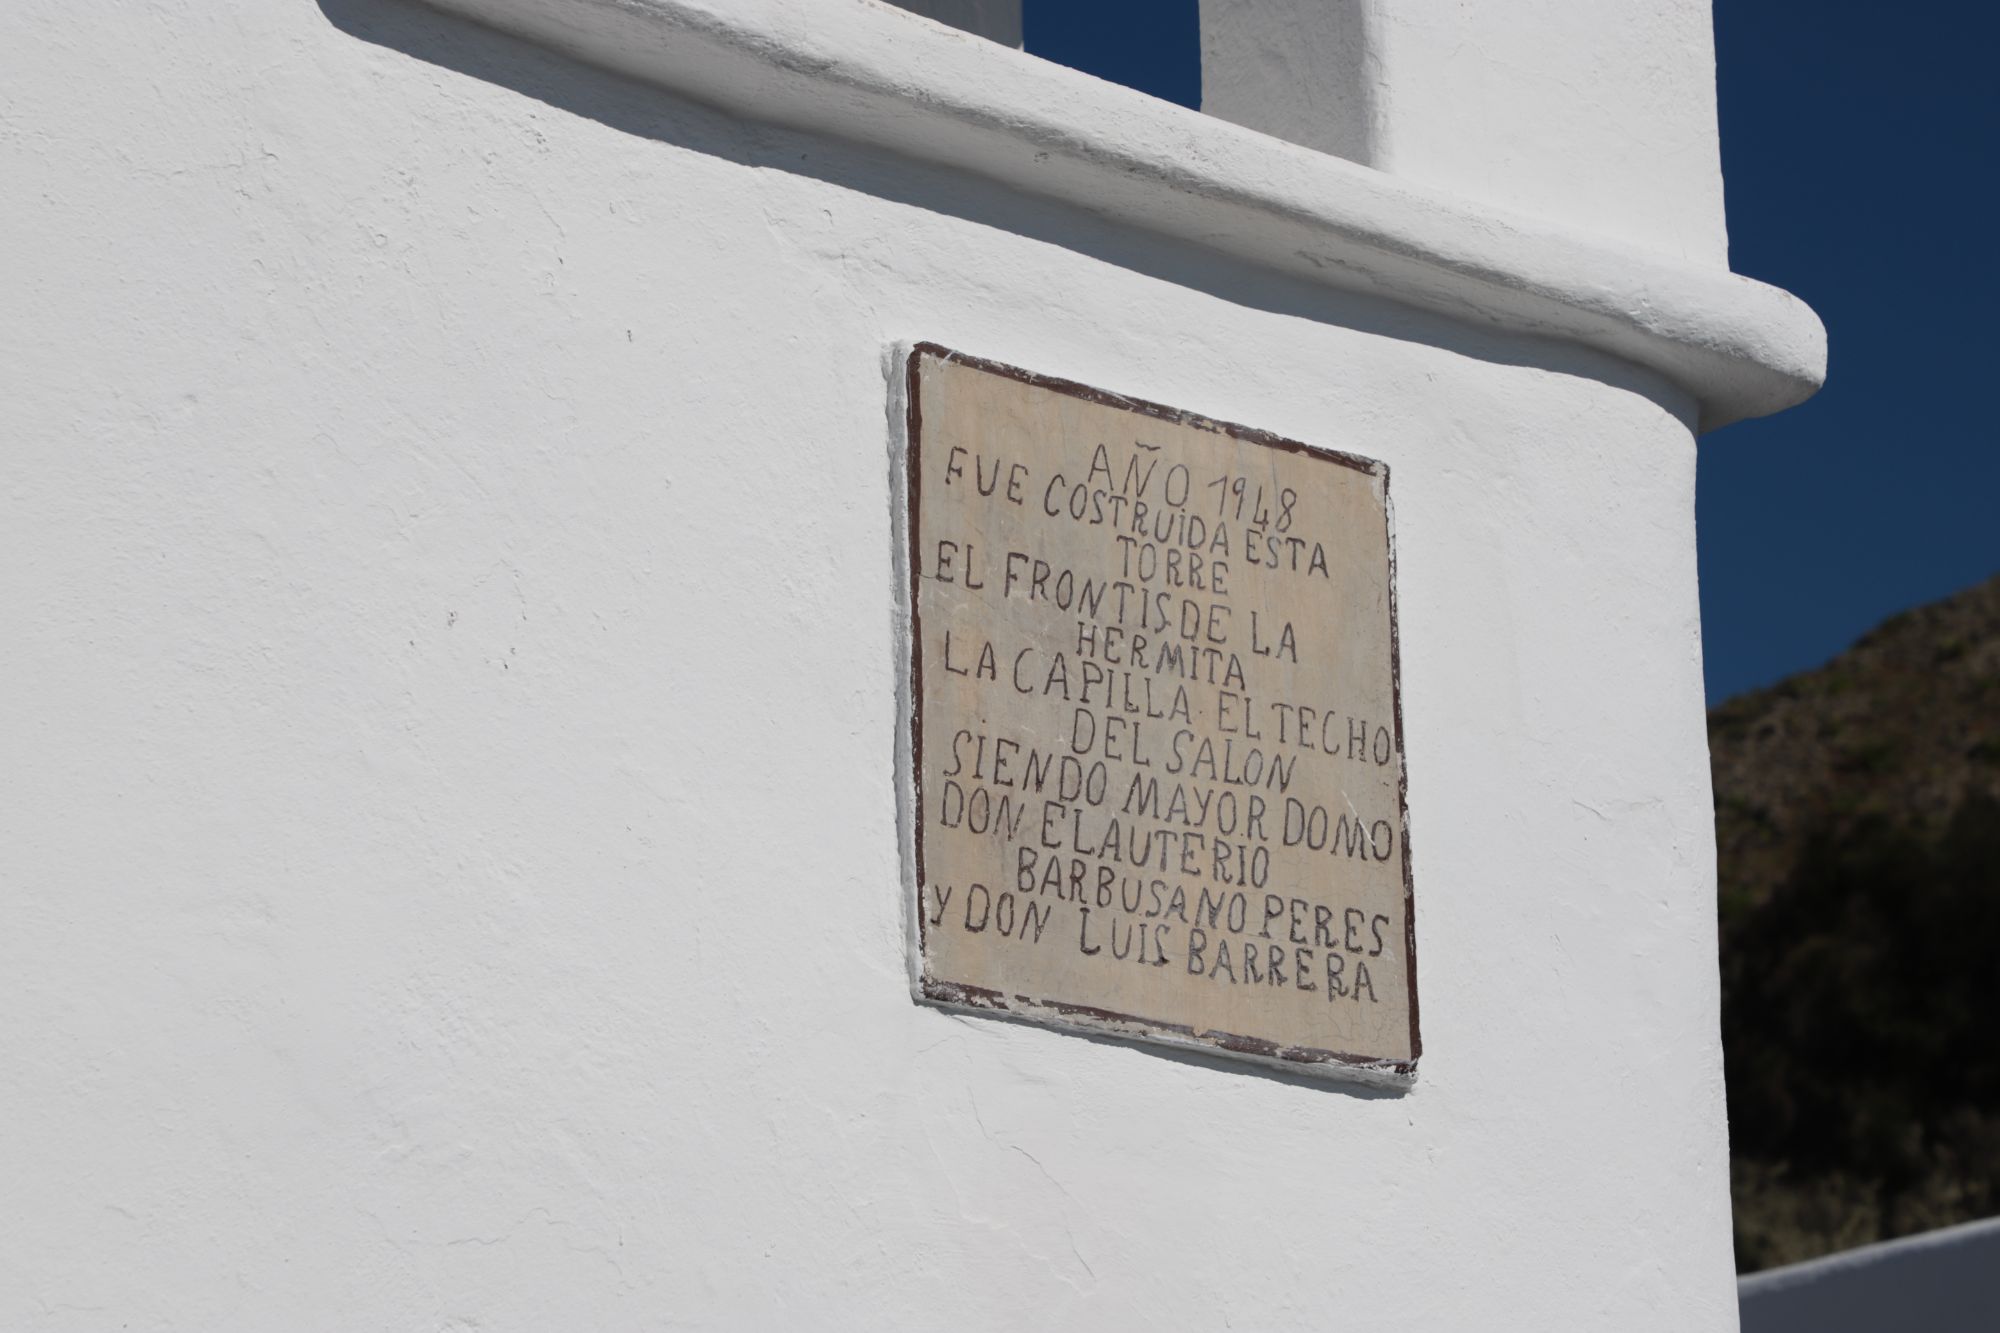 AÑO 1948
FUE COSTRUIDA ESTA
TORRE
EL FRONTIS DE LA
HERMITA
LA CAPILLA EL TECHO
DEL SALON
SIENDO MAYOR DOMO
DON ELAUTERIO
BARBUSANO PERES
Y DON LUIS BARRERA